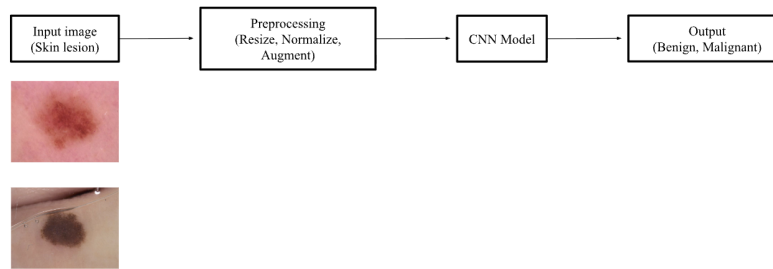 Input image
(Skin lesion)
Preprocessing
(Resize, Normalize,
Augment)
CNN Model
Output
(Benign, Malignant)